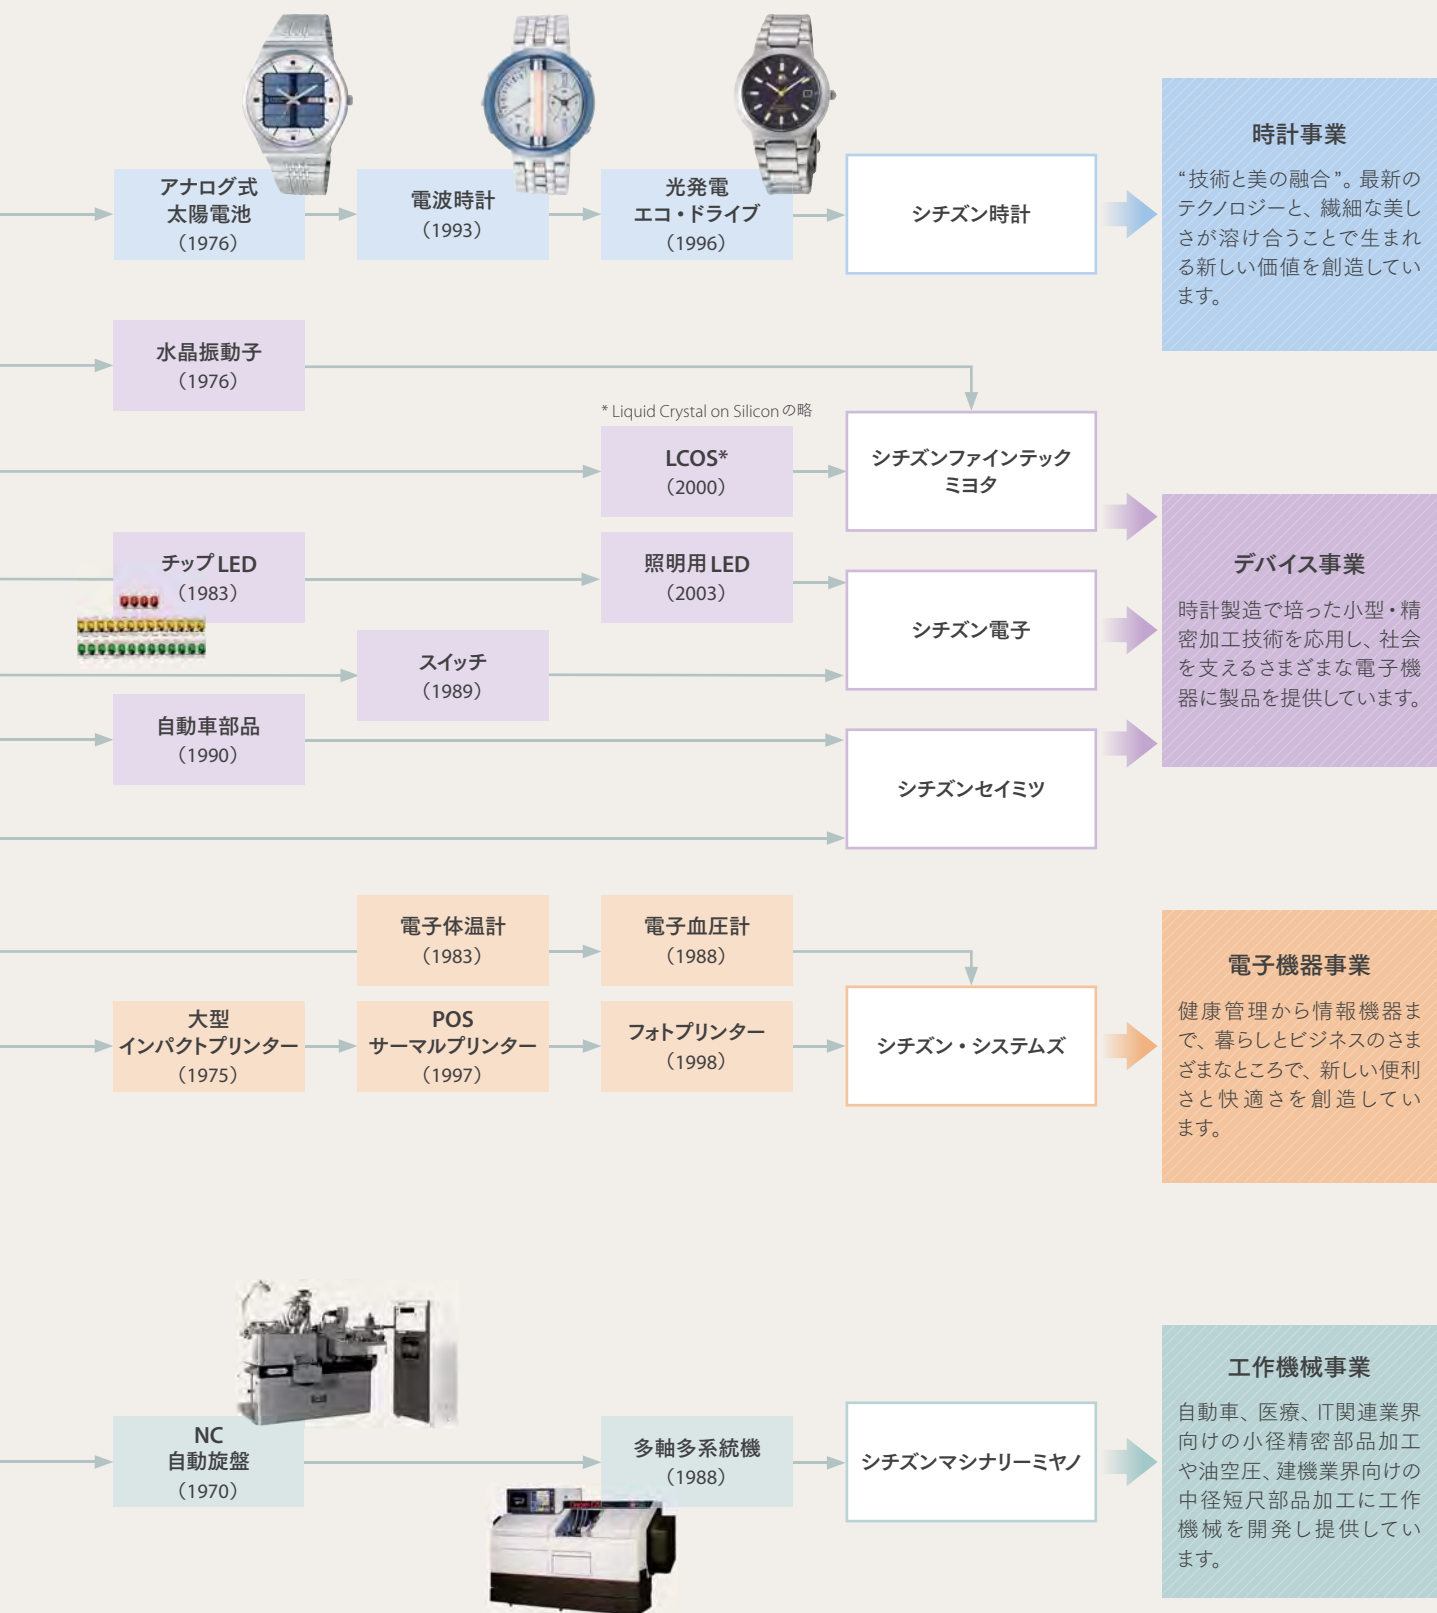 アナログ式
太陽電池
（1976）
電波時計
（1993）
光発電
エコ・ドライブ
（1996）
シチズン時計
時計事業
“技術と美の融合”。最新の
テクノロジーと、繊細な美し
さが溶け合うことで生まれ
る新しい価値を創造してい
ます。
水晶振動子
（1976）
* Liquid Crystal on Siliconの略
LCOS*
（2000）
シチズンファインテック
ミヨタ
チップLED
（1983）
照明用LED
（2003）
シチズン電子
スイッチ
（1989）
自動車部品
（1990）
シチズンセイミツ
デバイス事業
時計製造で培った小型・精
密加工技術を応用し、社会
を支えるさまざまな電子機
器に製品を提供しています。
電子体温計
（1983）
電子血圧計
（1988）
大型
インパクトプリンター
（1975）
POS
サーマルプリンター
（1997）
フォトプリンター
（1998）
シチズン・システムズ
電子機器事業
健康管理から情報機器ま
で、暮らしとビジネスのさま
ざまなところで、新しい便利
さと快適さを創造してい
ます。
NC
自動旋盤
（1970）
多軸多系統機
（1988）
シチズンマシナリーミヤノ
工作機械事業
自動車、医療、IT関連業界
向けの小径精密部品加工
や油空圧、建機業界向けの
中径短尺部品加工に工作
機械を開発し提供してい
ます。